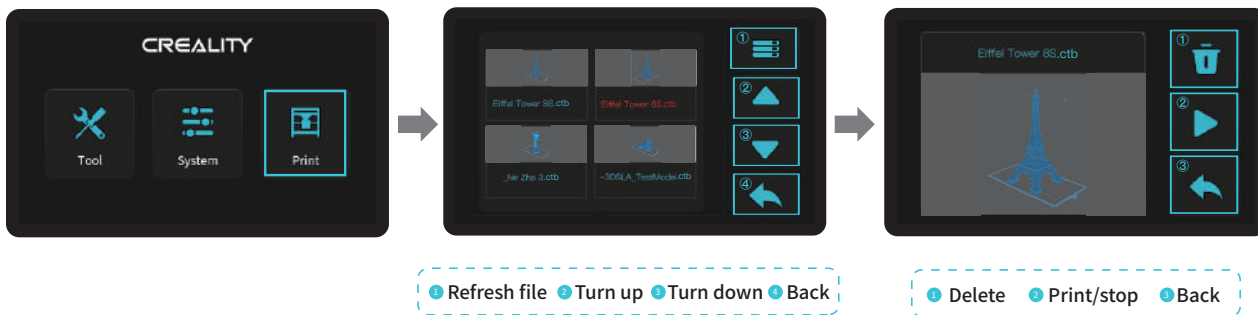 CREALITY
Tool System Print
① ② ③ ④
Eiffel Tower 8S.ctb Eiffel Tower 8S.ctb
_Ne Zha 3.ctb ~3DSLA_TestModel.ctb
Eiffel Tower 8S.ctb
① ② ③
1 Refresh file 2 Turn up 3 Turn down 4 Back
1 Delete 2 Print/stop 3 Back